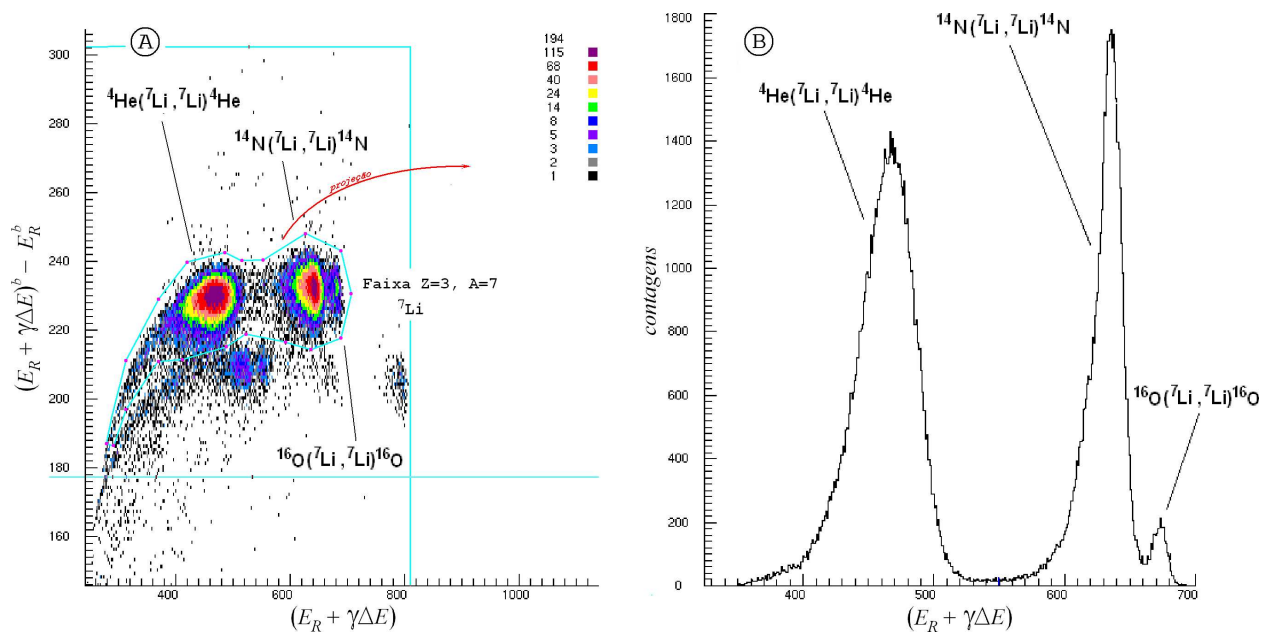 A
300
280
260
240
220
200
180
160
400
600
800
1000
(E_R + γΔE)^b − E_R^b
(E_R + γΔE)
⁴He(⁷Li,⁷Li)⁴He
¹⁴N(⁷Li,⁷Li)¹⁴N
projeção
Faixa Z=3, A=7
⁷Li
¹⁶O(⁷Li,⁷Li)¹⁶O
194
115
68
40
24
14
8
5
3
2
1
B
1800
1600
1400
1200
1000
800
600
400
200
0
400
500
600
700
contagens
(E_R + γΔE)
¹⁴N(⁷Li,⁷Li)¹⁴N
⁴He(⁷Li,⁷Li)⁴He
¹⁶O(⁷Li,⁷Li)¹⁶O